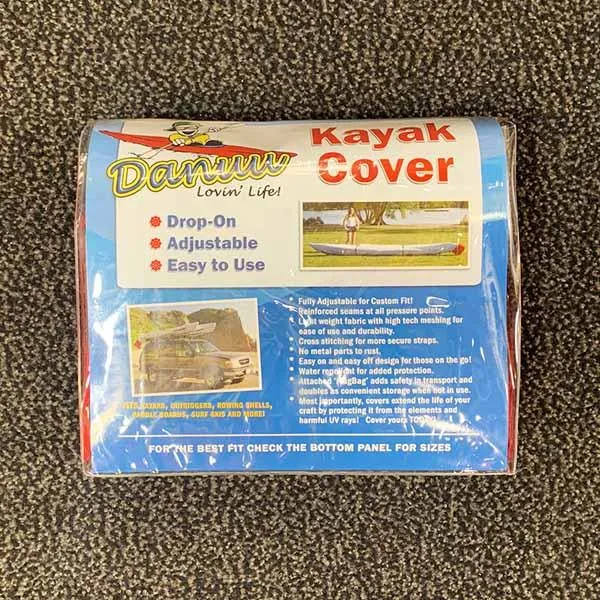 Kayak
Cover
Danuu
Lovin' Life!
Drop-On
Adjustable
Easy to Use
Fully Adjustable for Custom Fit!
Reinforced seams at all pressure points.
Light weight fabric with high tech meshing for
ease of use and durability.
Cross stitching for more secure straps.
No metal parts to rust.
Easy on and easy off design for those on the go!
Water repellent for added protection.
Attached 'FlagBag' adds safety in transport and
doubles as convenient storage when not in use.
Most importantly, covers extend the life of your
craft by protecting it from the elements and
harmful UV rays! Cover yours TODAY!
KAYAKS, OUTRIGGERS, ROWING SHELLS,
PADDLE BOARDS, SURF SKIS AND MORE!
FOR THE BEST FIT CHECK THE BOTTOM PANEL FOR SIZES